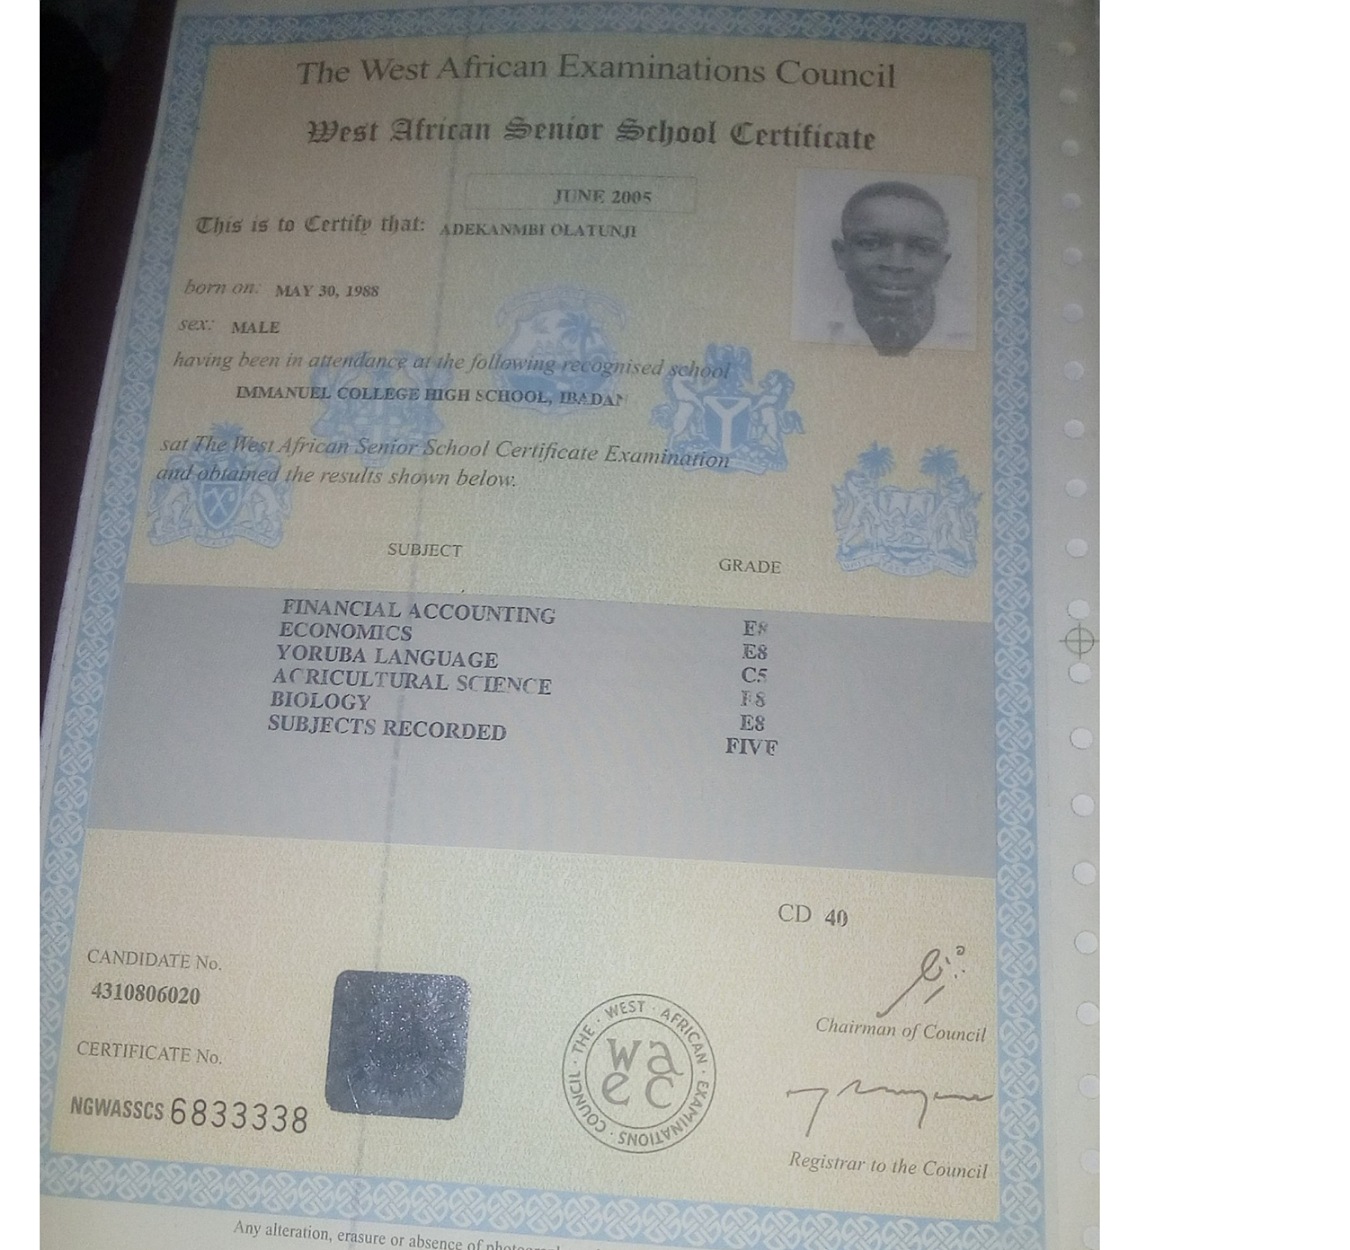 The West African Examinations Council
West African Senior School Certificate
JUNE 2005
This is to Certify that: ADEKANMBI OLATUNJI
born on: MAY 30, 1988
sex: MALE
having been in attendance at the following recognised school
IMMANUEL COLLEGE HIGH SCHOOL, IBADAN
sat The West African Senior School Certificate Examination
and obtained the results shown below.
SUBJECT GRADE
FINANCIAL ACCOUNTING E8
ECONOMICS E8
YORUBA LANGUAGE C5
AGRICULTURAL SCIENCE E8
BIOLOGY E8
SUBJECTS RECORDED FIVE
CD 40
CANDIDATE No.
4310806020
Chairman of Council
CERTIFICATE No.
NGWASSCS 6833338
THE · WEST · AFRICAN · EXAMINATIONS · COUNCIL
waec
Registrar to the Council
Any alteration, erasure or absence of